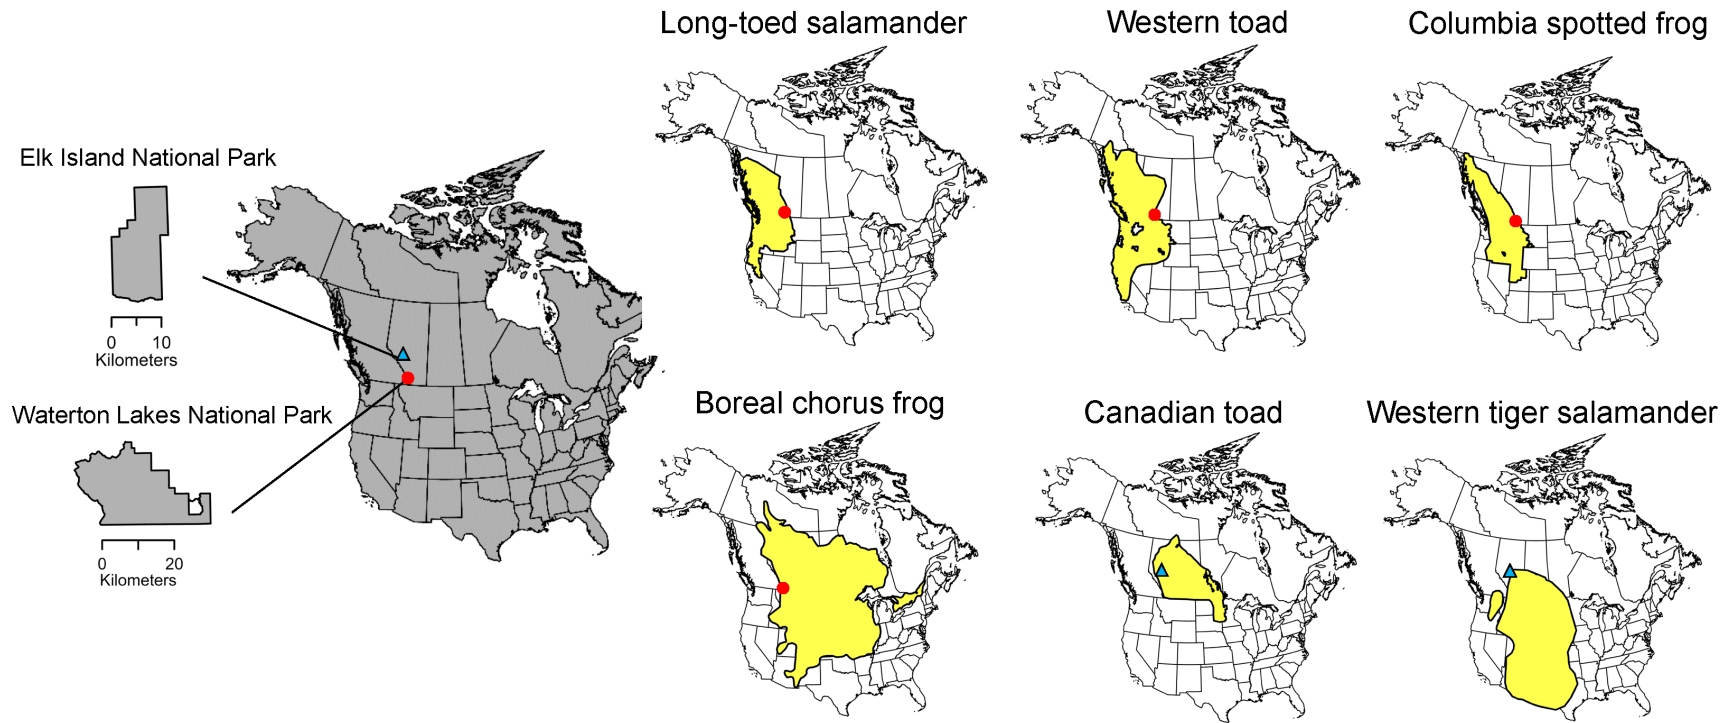 Long-toed salamander
Western toad
Columbia spotted frog
Elk Island National Park
0 10
Kilometers
Waterton Lakes National Park
0 20
Kilometers
Boreal chorus frog
Canadian toad
Western tiger salamander